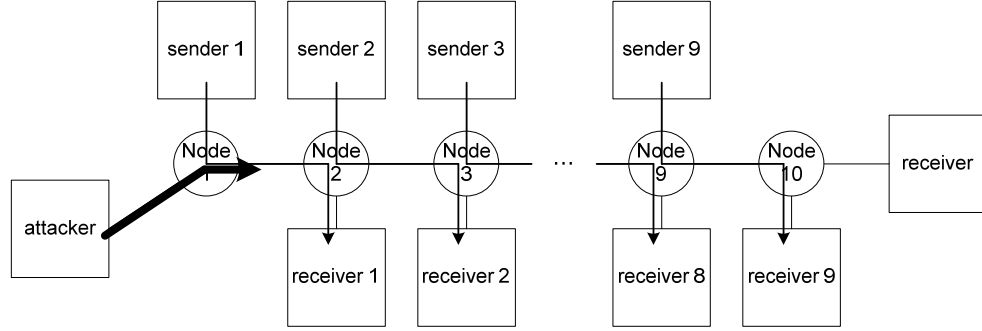 sender 1
sender 2
sender 3
sender 9
Node
1
Node
2
Node
3
...
Node
9
Node
10
receiver
attacker
receiver 1
receiver 2
receiver 8
receiver 9